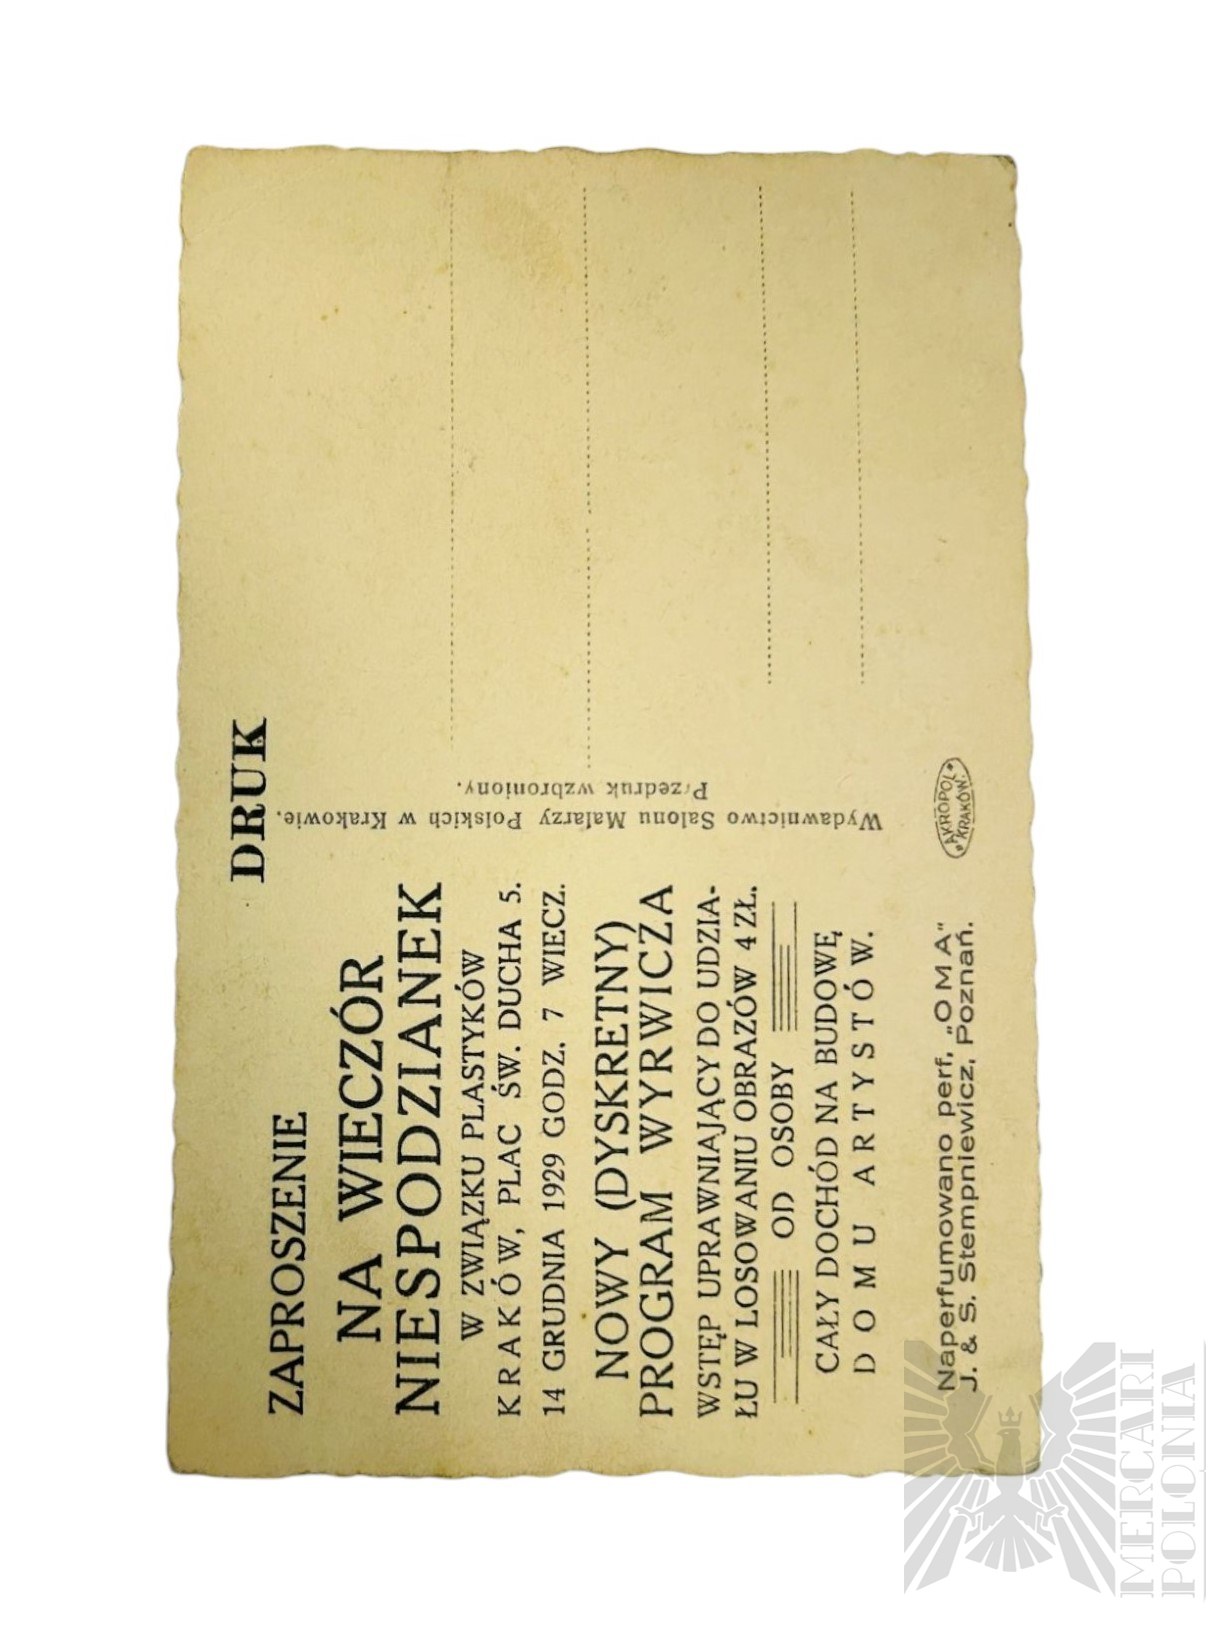 DRUK
ZAPROSZENIE
NA WIECZÓR
NIESPODZIANEK
W ZWIĄZKU PLASTYKÓW
KRAKÓW, PLAC ŚW. DUCHA 5.
14 GRUDNIA 1929 GODZ. 7 WIECZ.
NOWY (DYSKRETNY)
PROGRAM WYRWICZA
WSTĘP UPRAWNIAJĄCY DO UDZIA-
ŁU W LOSOWANIU OBRAZÓW 4 ZŁ.
OD OSOBY
CAŁY DOCHÓD NA BUDOWĘ
DOMU ARTYSTÓW.
Naperfumowano perf. „OMA"
J. & S. Stempniewicz, Poznań.
Wydawnictwo Salonu Malarzy Polskich w Krakowie.
Przedruk wzbroniony.
AKROPOL
KRAKÓW.
MERCARI
POLONIA